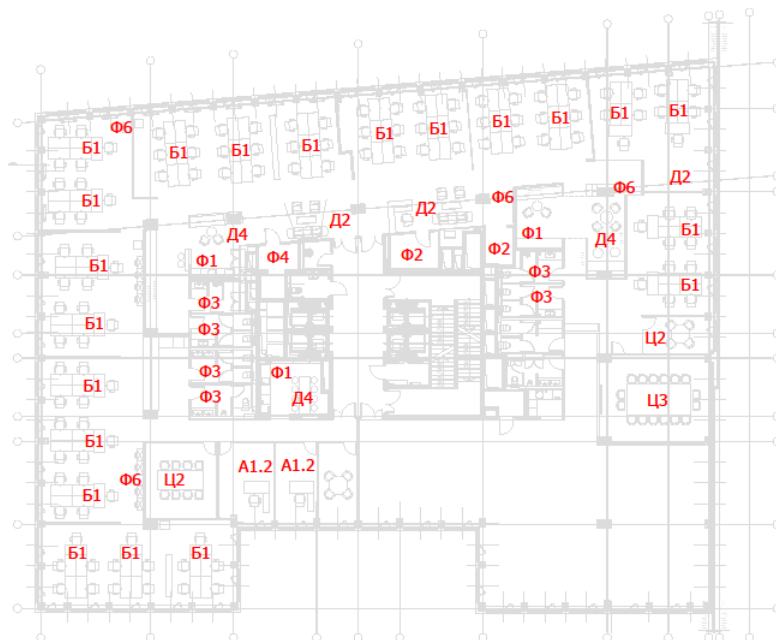 Ф6
Б1 Б1 Б1 Б1 Б1 Б1 Б1 Б1 Б1 Б1
Б1 Ф6 Ф6 Д2
Д4 Д2 Д2 Ф1 Д4 Б1
Ф1 Ф4 Ф2 Ф2
Б1 Ф3 Б1
Ф3 Ф3
Б1 Ф3 Ц2
Ф3 Ф1
Б1 Ф3 Д4 Ц3
Б1
Б1 Ф6 Ц2 А1.2 А1.2
Б1 Б1 Б1